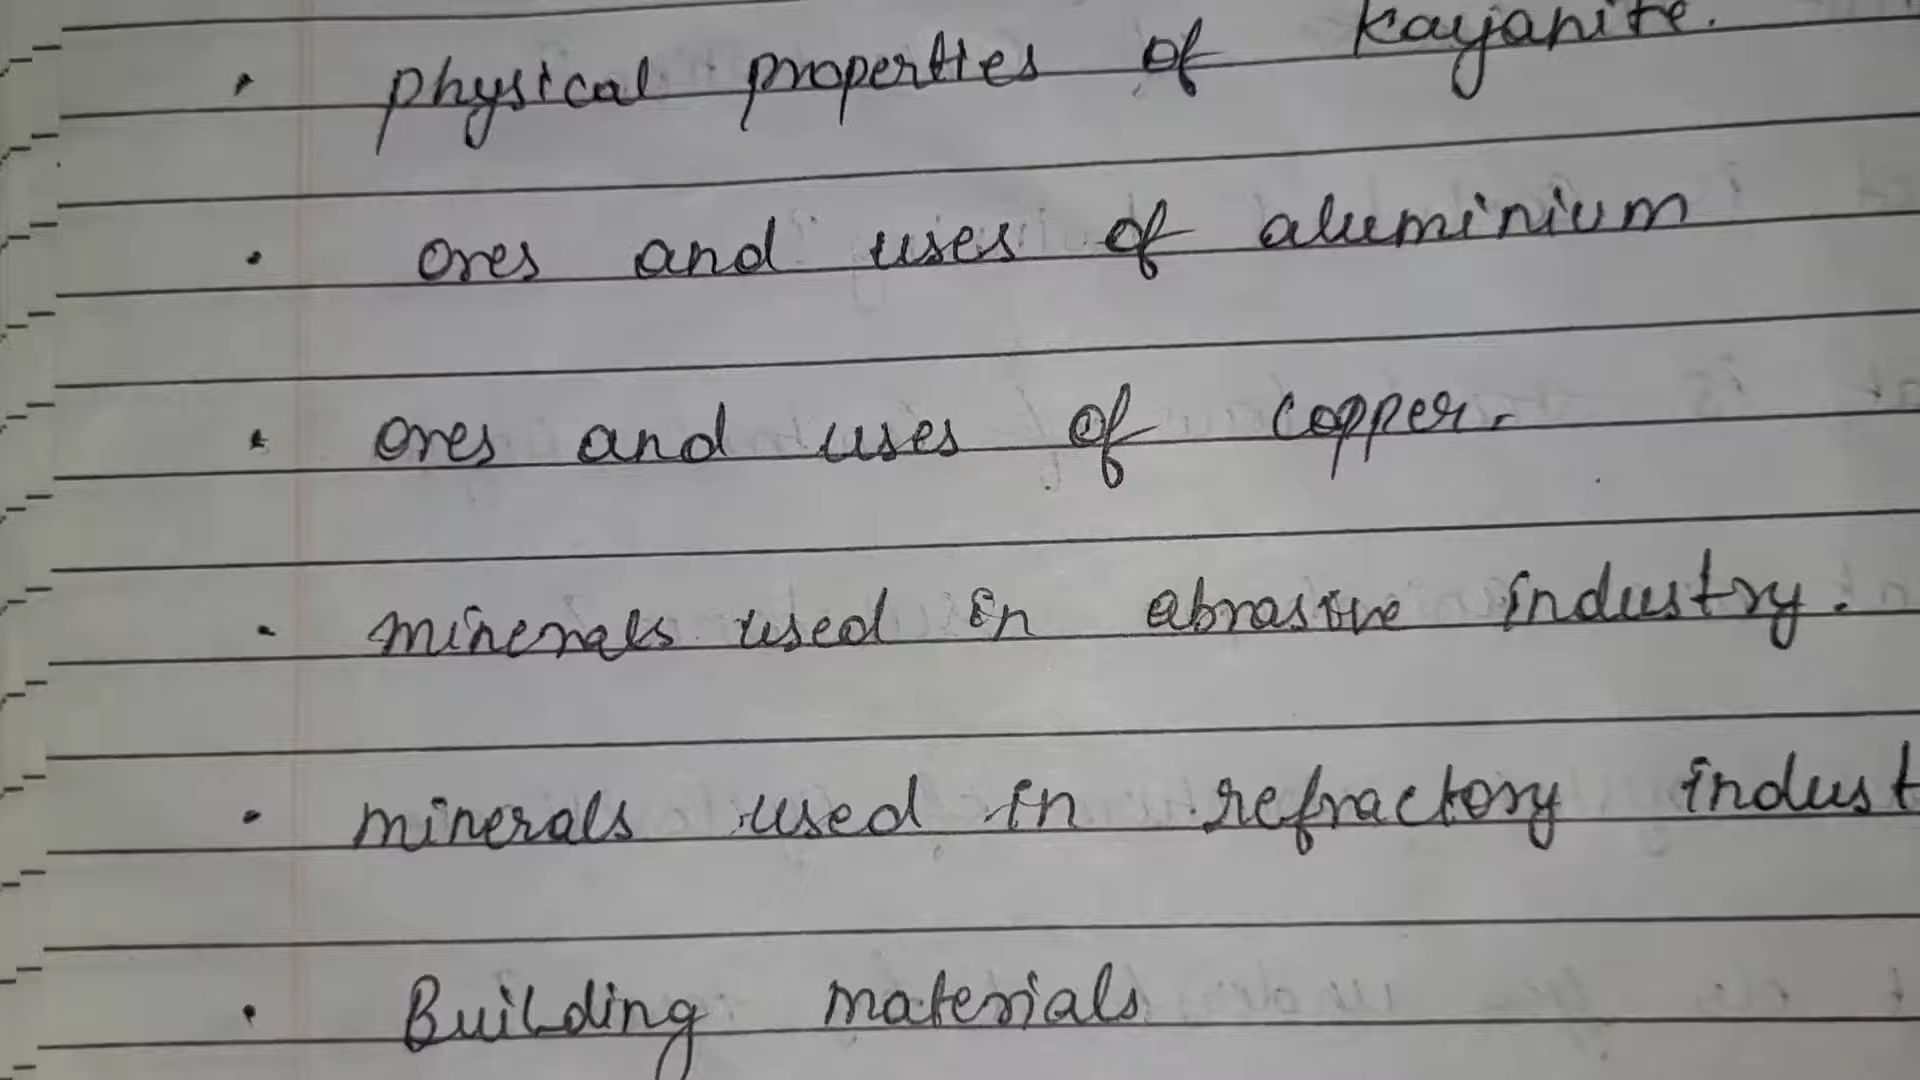 • physical properties of kayanite.
• ores and uses of aluminium
• ores and uses of copper.
• minerals used in abrasive industry.
• minerals used in refractory indust
• Building materials